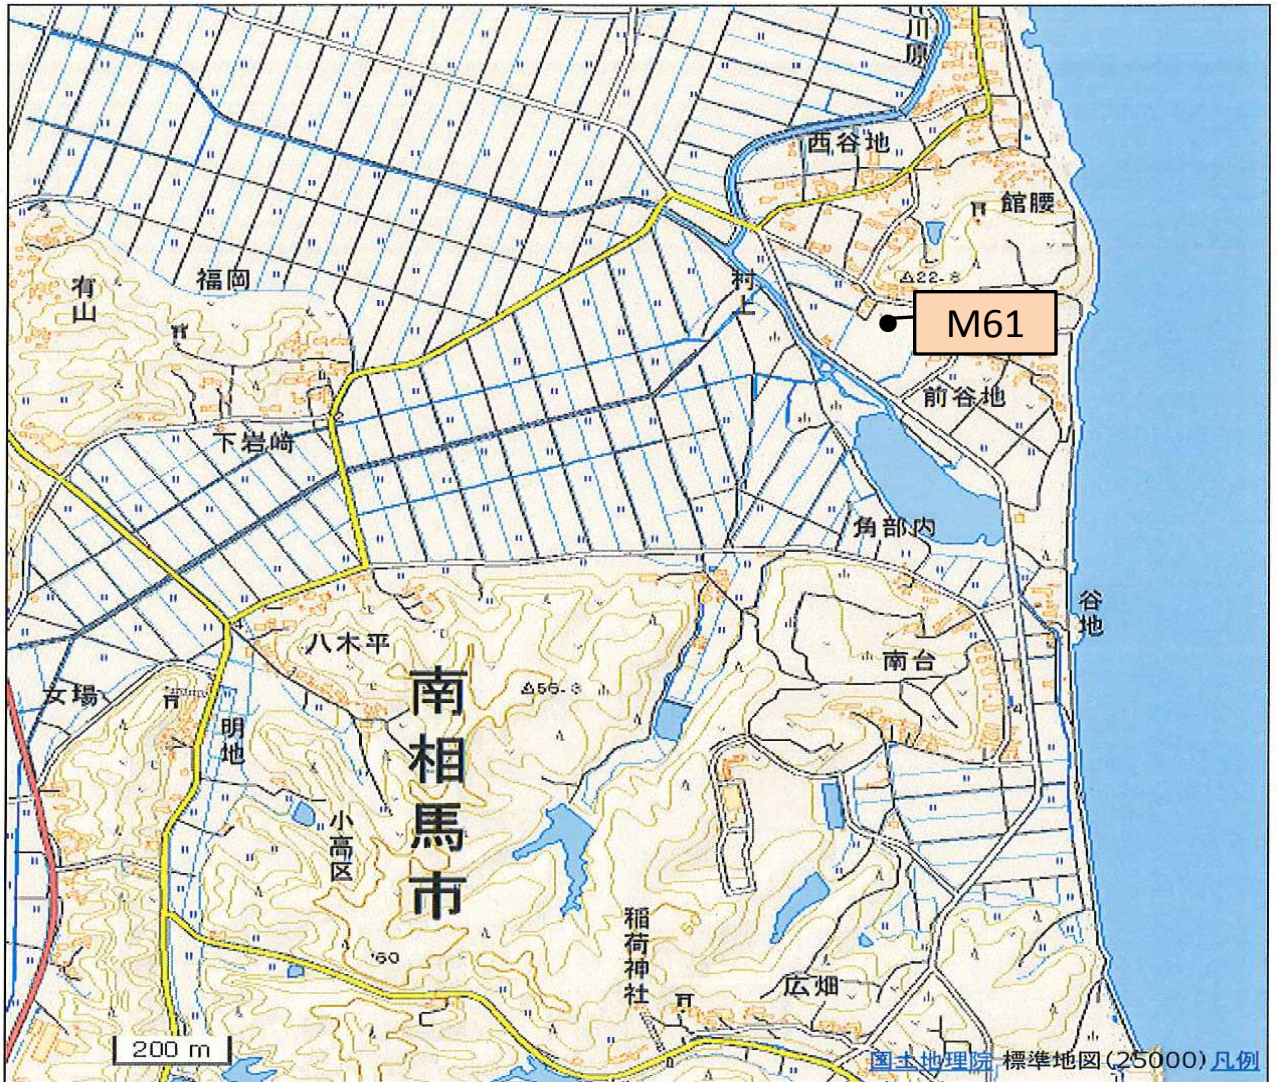 川原
西谷地
館腰
有山
福岡
村上
22-8
M61
前谷地
下岩崎
角部内
谷地
八木平
南台
4
南相馬市
56-3
女場
明地
4
小高区
稲荷神社
60
広畑
200 m
国土地理院 標準地図(25000) 凡例